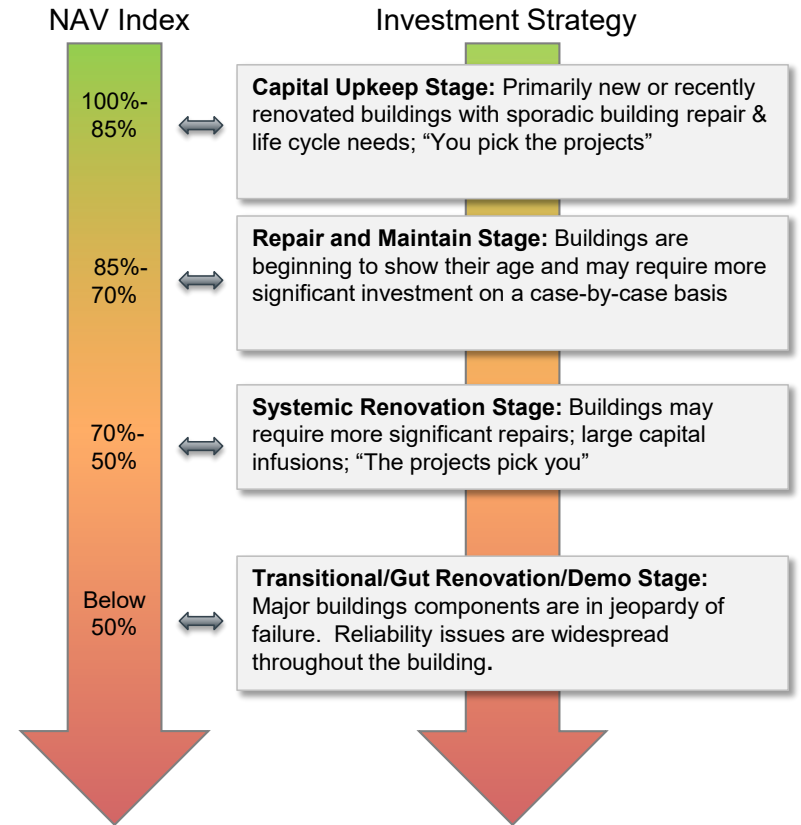 NAV Index
Investment Strategy
100%-
85%
Capital Upkeep Stage: Primarily new or recently
renovated buildings with sporadic building repair &
life cycle needs; “You pick the projects”
85%-
70%
Repair and Maintain Stage: Buildings are
beginning to show their age and may require more
significant investment on a case-by-case basis
70%-
50%
Systemic Renovation Stage: Buildings may
require more significant repairs; large capital
infusions; “The projects pick you”
Below
50%
Transitional/Gut Renovation/Demo Stage:
Major buildings components are in jeopardy of
failure.  Reliability issues are widespread
throughout the building.